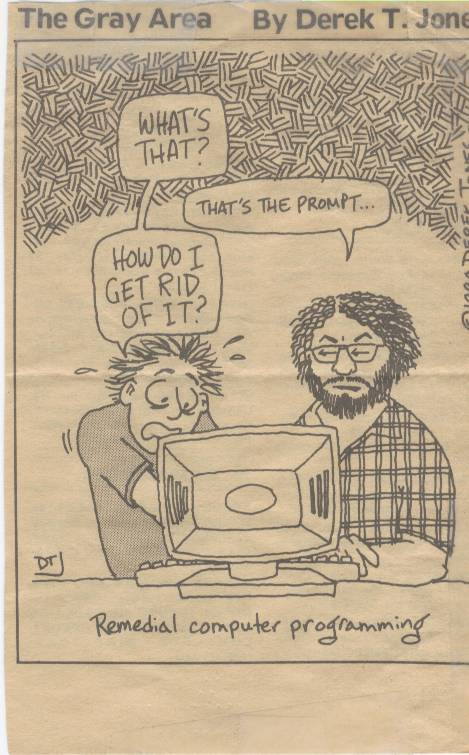 The Gray Area By Derek T. Jone
WHAT'S
THAT?
THAT'S THE PROMPT...
HOW DO I
GET RID
OF IT?
DTJ
Remedial computer programming